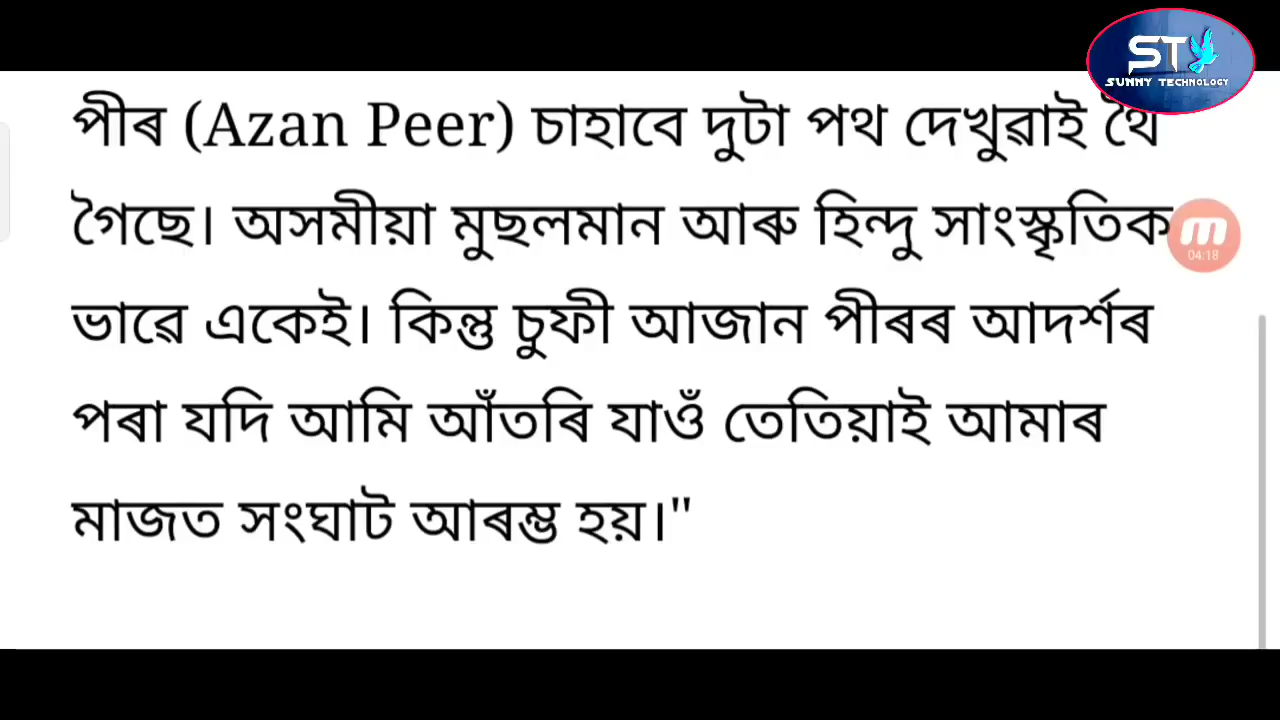 ST
SUNNY TECHNOLOGY
পীৰ (Azan Peer) চাহাবে দুটা পথ দেখুৱাই থৈ
গৈছে। অসমীয়া মুছলমান আৰু হিন্দু সাংস্কৃতিক
04:18
ভাৱে একেই। কিন্তু চুফী আজান পীৰৰ আদৰ্শৰ
পৰা যদি আমি আঁতৰি যাওঁ তেতিয়াই আমাৰ
মাজত সংঘাট আৰম্ভ হয়।"